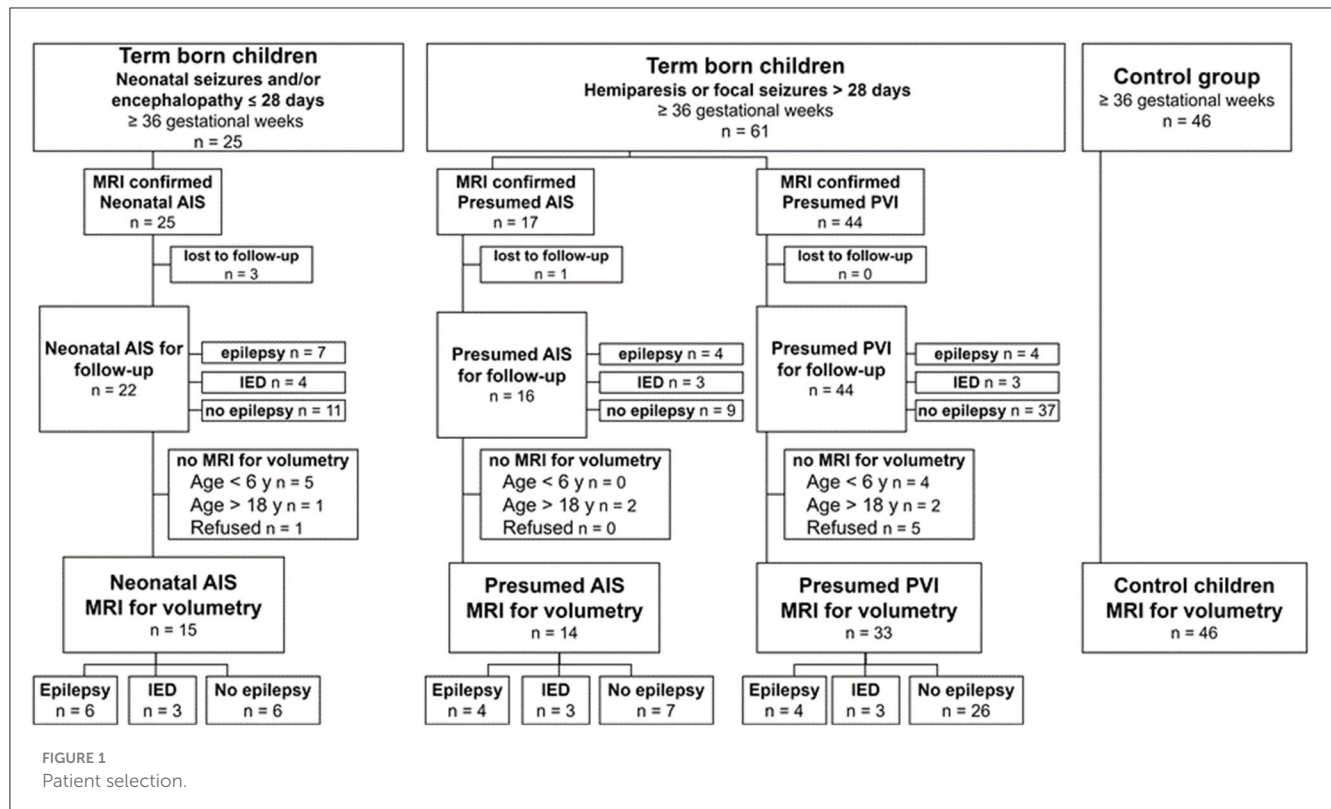 Term born children
Neonatal seizures and/or
encephalopathy ≤ 28 days
≥ 36 gestational weeks
n = 25
Term born children
Hemiparesis or focal seizures > 28 days
≥ 36 gestational weeks
n = 61
Control group
≥ 36 gestational weeks
n = 46
MRI confirmed
Neonatal AIS
n = 25
MRI confirmed
Presumed AIS
n = 17
MRI confirmed
Presumed PVI
n = 44
lost to follow-up
n = 3
lost to follow-up
n = 1
lost to follow-up
n = 0
Neonatal AIS for
follow-up
n = 22
epilepsy n = 7
IED n = 4
no epilepsy n = 11
Presumed AIS
for follow-up
n = 16
epilepsy n = 4
IED n = 3
no epilepsy n = 9
Presumed PVI
for follow-up
n = 44
epilepsy n = 4
IED n = 3
no epilepsy n = 37
no MRI for volumetry
Age < 6 y n = 5
Age > 18 y n = 1
Refused n = 1
no MRI for volumetry
Age < 6 y n = 0
Age > 18 y n = 2
Refused n = 0
no MRI for volumetry
Age < 6 y n = 4
Age > 18 y n = 2
Refused n = 5
Neonatal AIS
MRI for volumetry
n = 15
Presumed AIS
MRI for volumetry
n = 14
Presumed PVI
MRI for volumetry
n = 33
Control children
MRI for volumetry
n = 46
Epilepsy
n = 6
IED
n = 3
No epilepsy
n = 6
Epilepsy
n = 4
IED
n = 3
No epilepsy
n = 7
Epilepsy
n = 4
IED
n = 3
No epilepsy
n = 26
FIGURE 1
Patient selection.